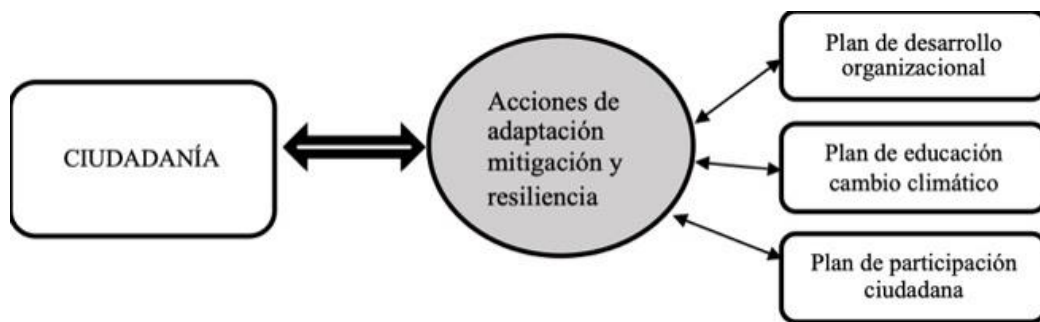 CIUDADANÍA
Acciones de
adaptación
mitigación y
resiliencia
Plan de desarrollo
organizacional
Plan de educación
cambio climático
Plan de participación
ciudadana